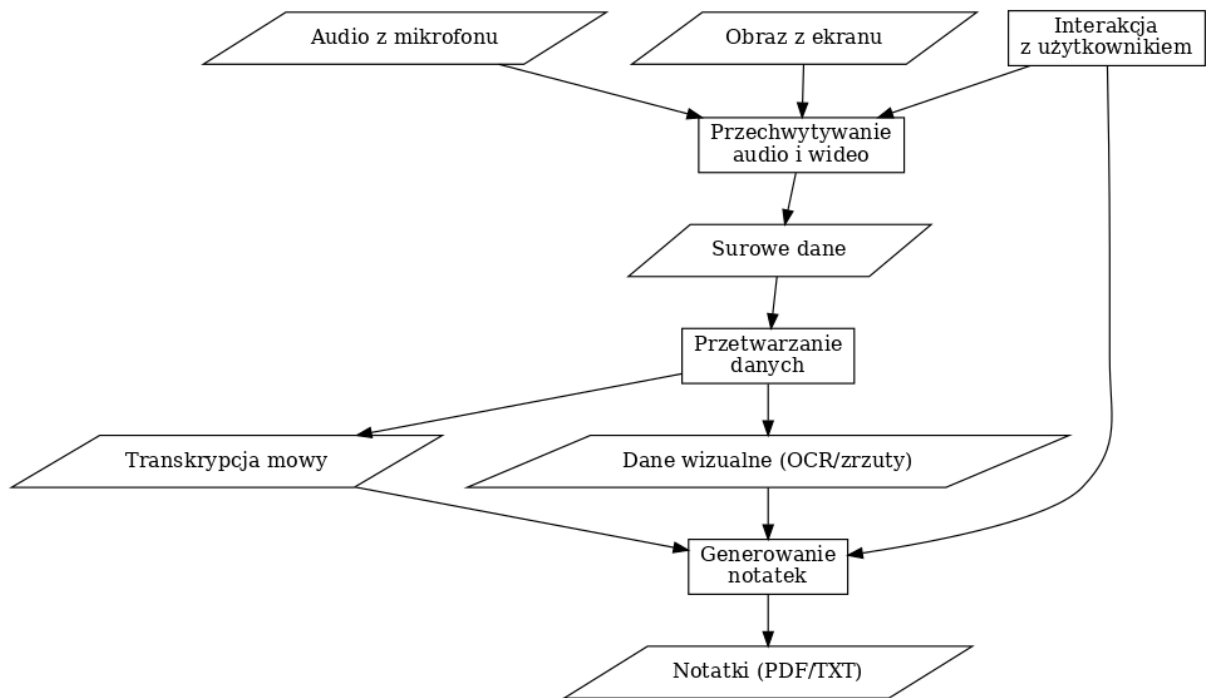 Audio z mikrofonu
Obraz z ekranu
Interakcja
z użytkownikiem
Przechwytywanie
audio i wideo
Surowe dane
Przetwarzanie
danych
Transkrypcja mowy
Dane wizualne (OCR/zrzuty)
Generowanie
notatek
Notatki (PDF/TXT)